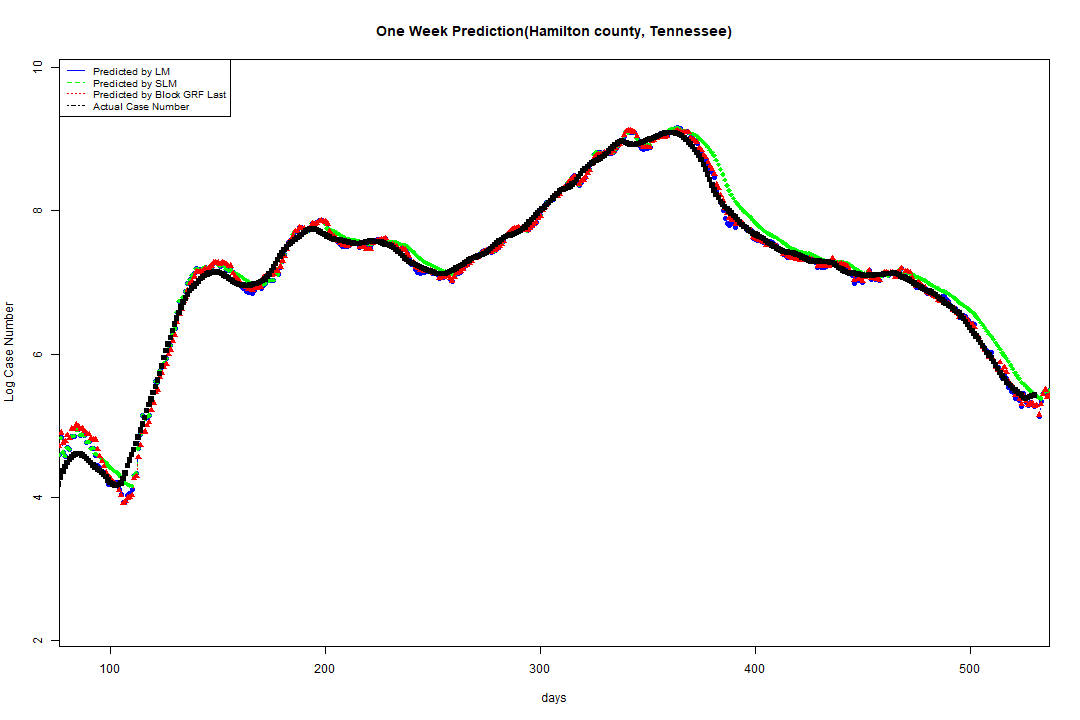 One Week Prediction(Hamilton county, Tennessee)
Predicted by LM
Predicted by SLM
Predicted by Block GRF Last
Actual Case Number
10
8
6
4
2
Log Case Number
100 200 300 400 500
days